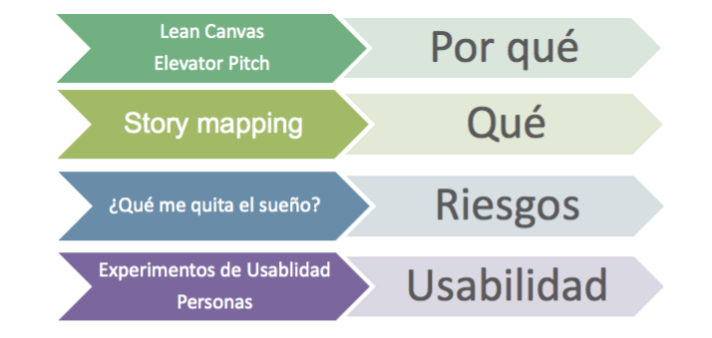 Lean Canvas
Elevator Pitch
Por qué
Story mapping
Qué
¿Qué me quita el sueño?
Riesgos
Experimentos de Usablidad
Personas
Usabilidad